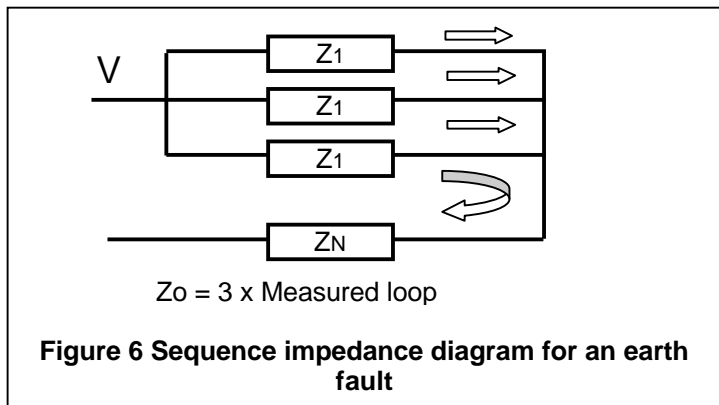 Z1
V
Z1
Z1
ZN
Zo = 3 x Measured loop
Figure 6 Sequence impedance diagram for an earth
fault